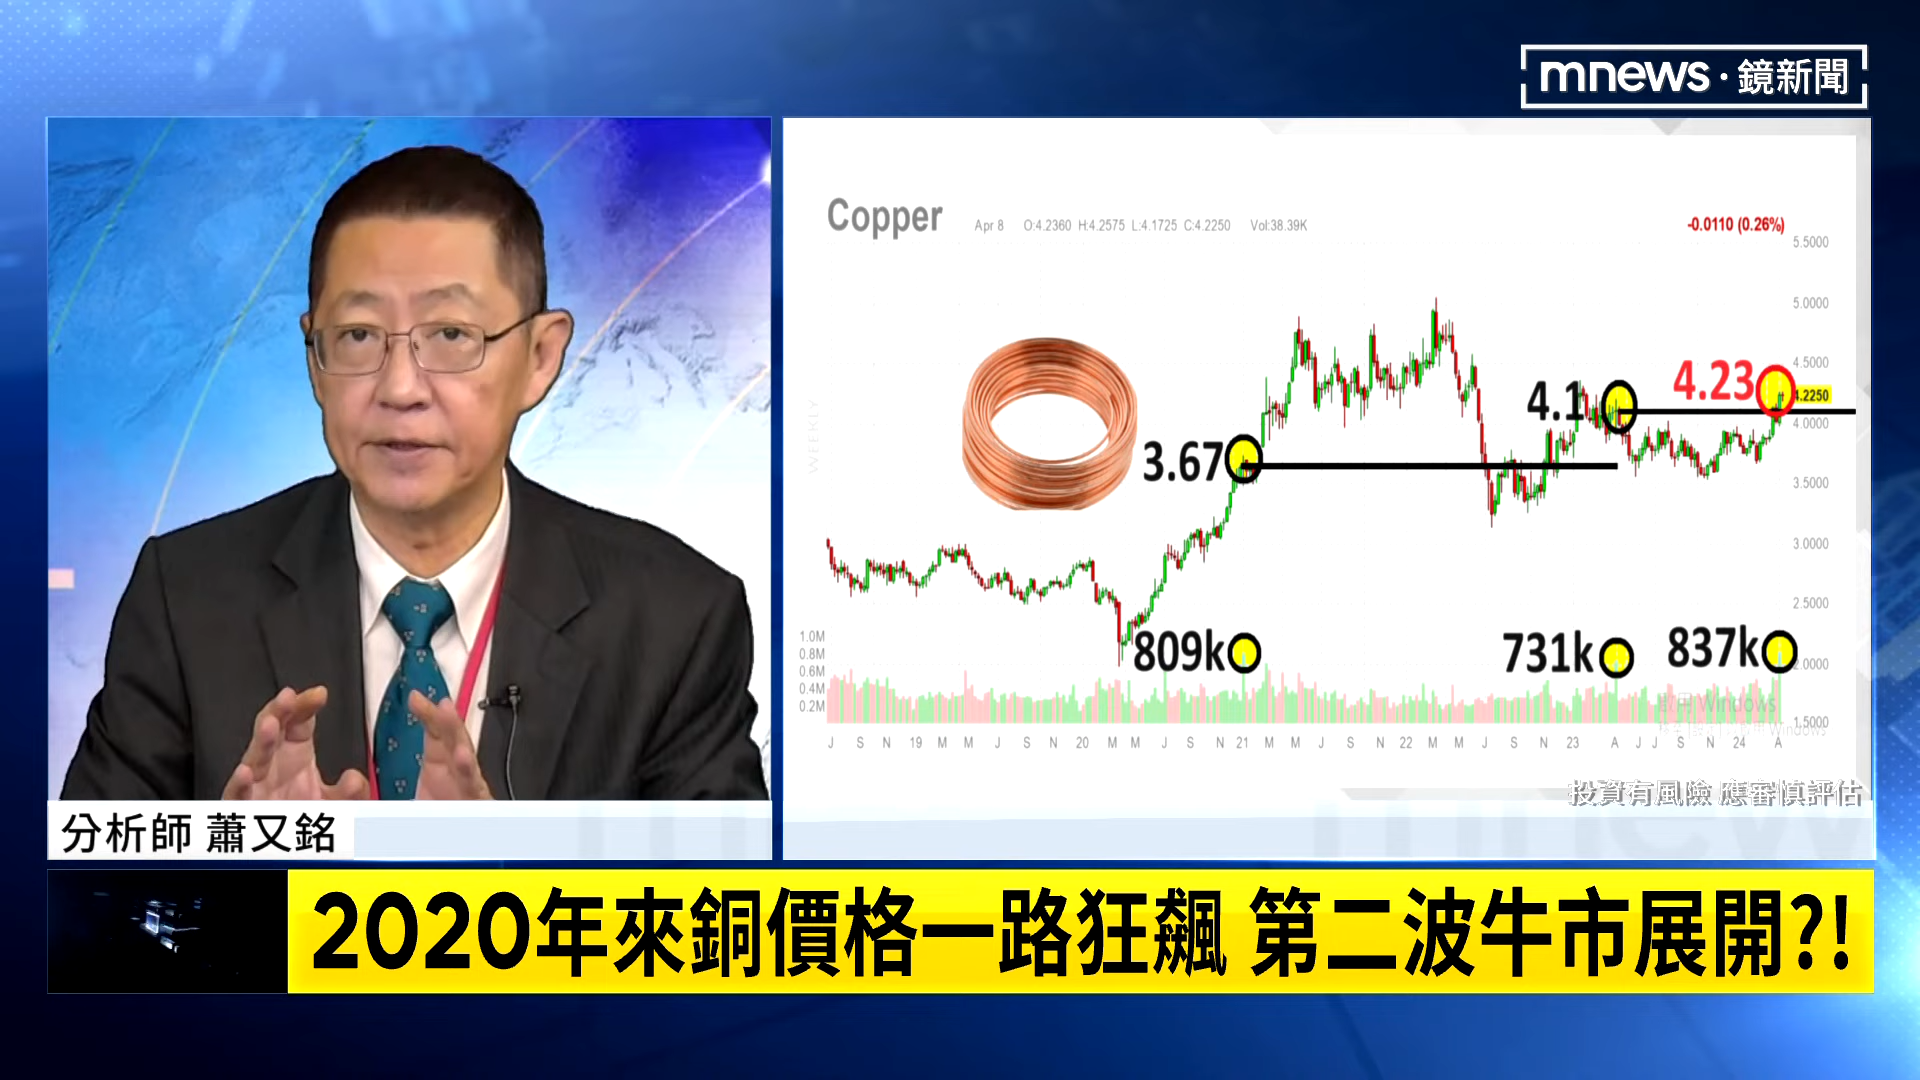 mnews·鏡新聞
Copper Apr 8 O:4.2360 H:4.2575 L:4.1725 C:4.2250 Vol:38.39K -0.0110 (0.26%)
5.5000
5.0000
4.5000
4.23
4.1
4.2250
4.0000
3.67
3.5000
WEEKLY
3.0000
2.5000
809k
731k
837k
2.0000
1.0M
0.8M
0.6M
0.4M
0.2M
啟用 Windows
1.5000
J S N 19 M M J S N 20 M M J S N 21 M M J S N 22 M M J S N 23 A J J S N 24 A
投資有風險 應審慎評估
分析師 蕭又銘
2020年來銅價格一路狂飆 第二波牛市展開?!